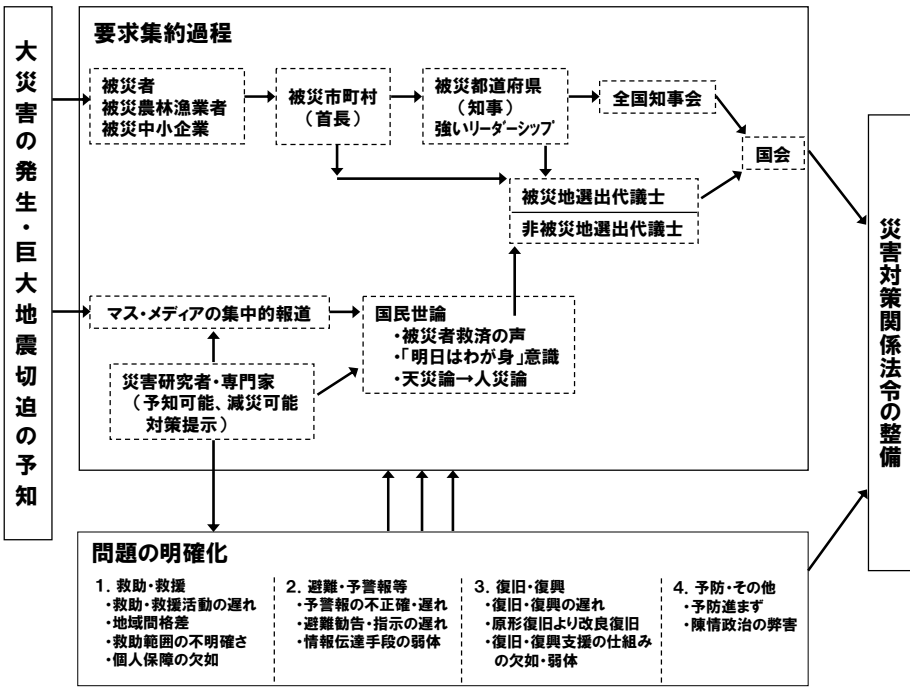 大災害の発生・巨大地震切迫の予知
要求集約過程
被災者
被災農林漁業者
被災中小企業
被災市町村
（首長）
被災都道府県
（知事）
強いリーダーシップ
全国知事会
国会
被災地選出代議士
非被災地選出代議士
マス・メディアの集中的報道
国民世論
・被災者救済の声
・「明日はわが身」意識
・天災論→人災論
災害研究者・専門家
（予知可能、減災可能
対策提示）
災害対策関係法令の整備
問題の明確化
1. 救助・救援
・救助・救援活動の遅れ
・地域間格差
・救助範囲の不明確さ
・個人保障の欠如
2. 避難・予警報等
・予警報の不正確・遅れ
・避難勧告・指示の遅れ
・情報伝達手段の弱体
3. 復旧・復興
・復旧・復興の遅れ
・原形復旧より改良復旧
・復旧・復興支援の仕組み
の欠如・弱体
4. 予防・その他
・予防進まず
・陳情政治の弊害